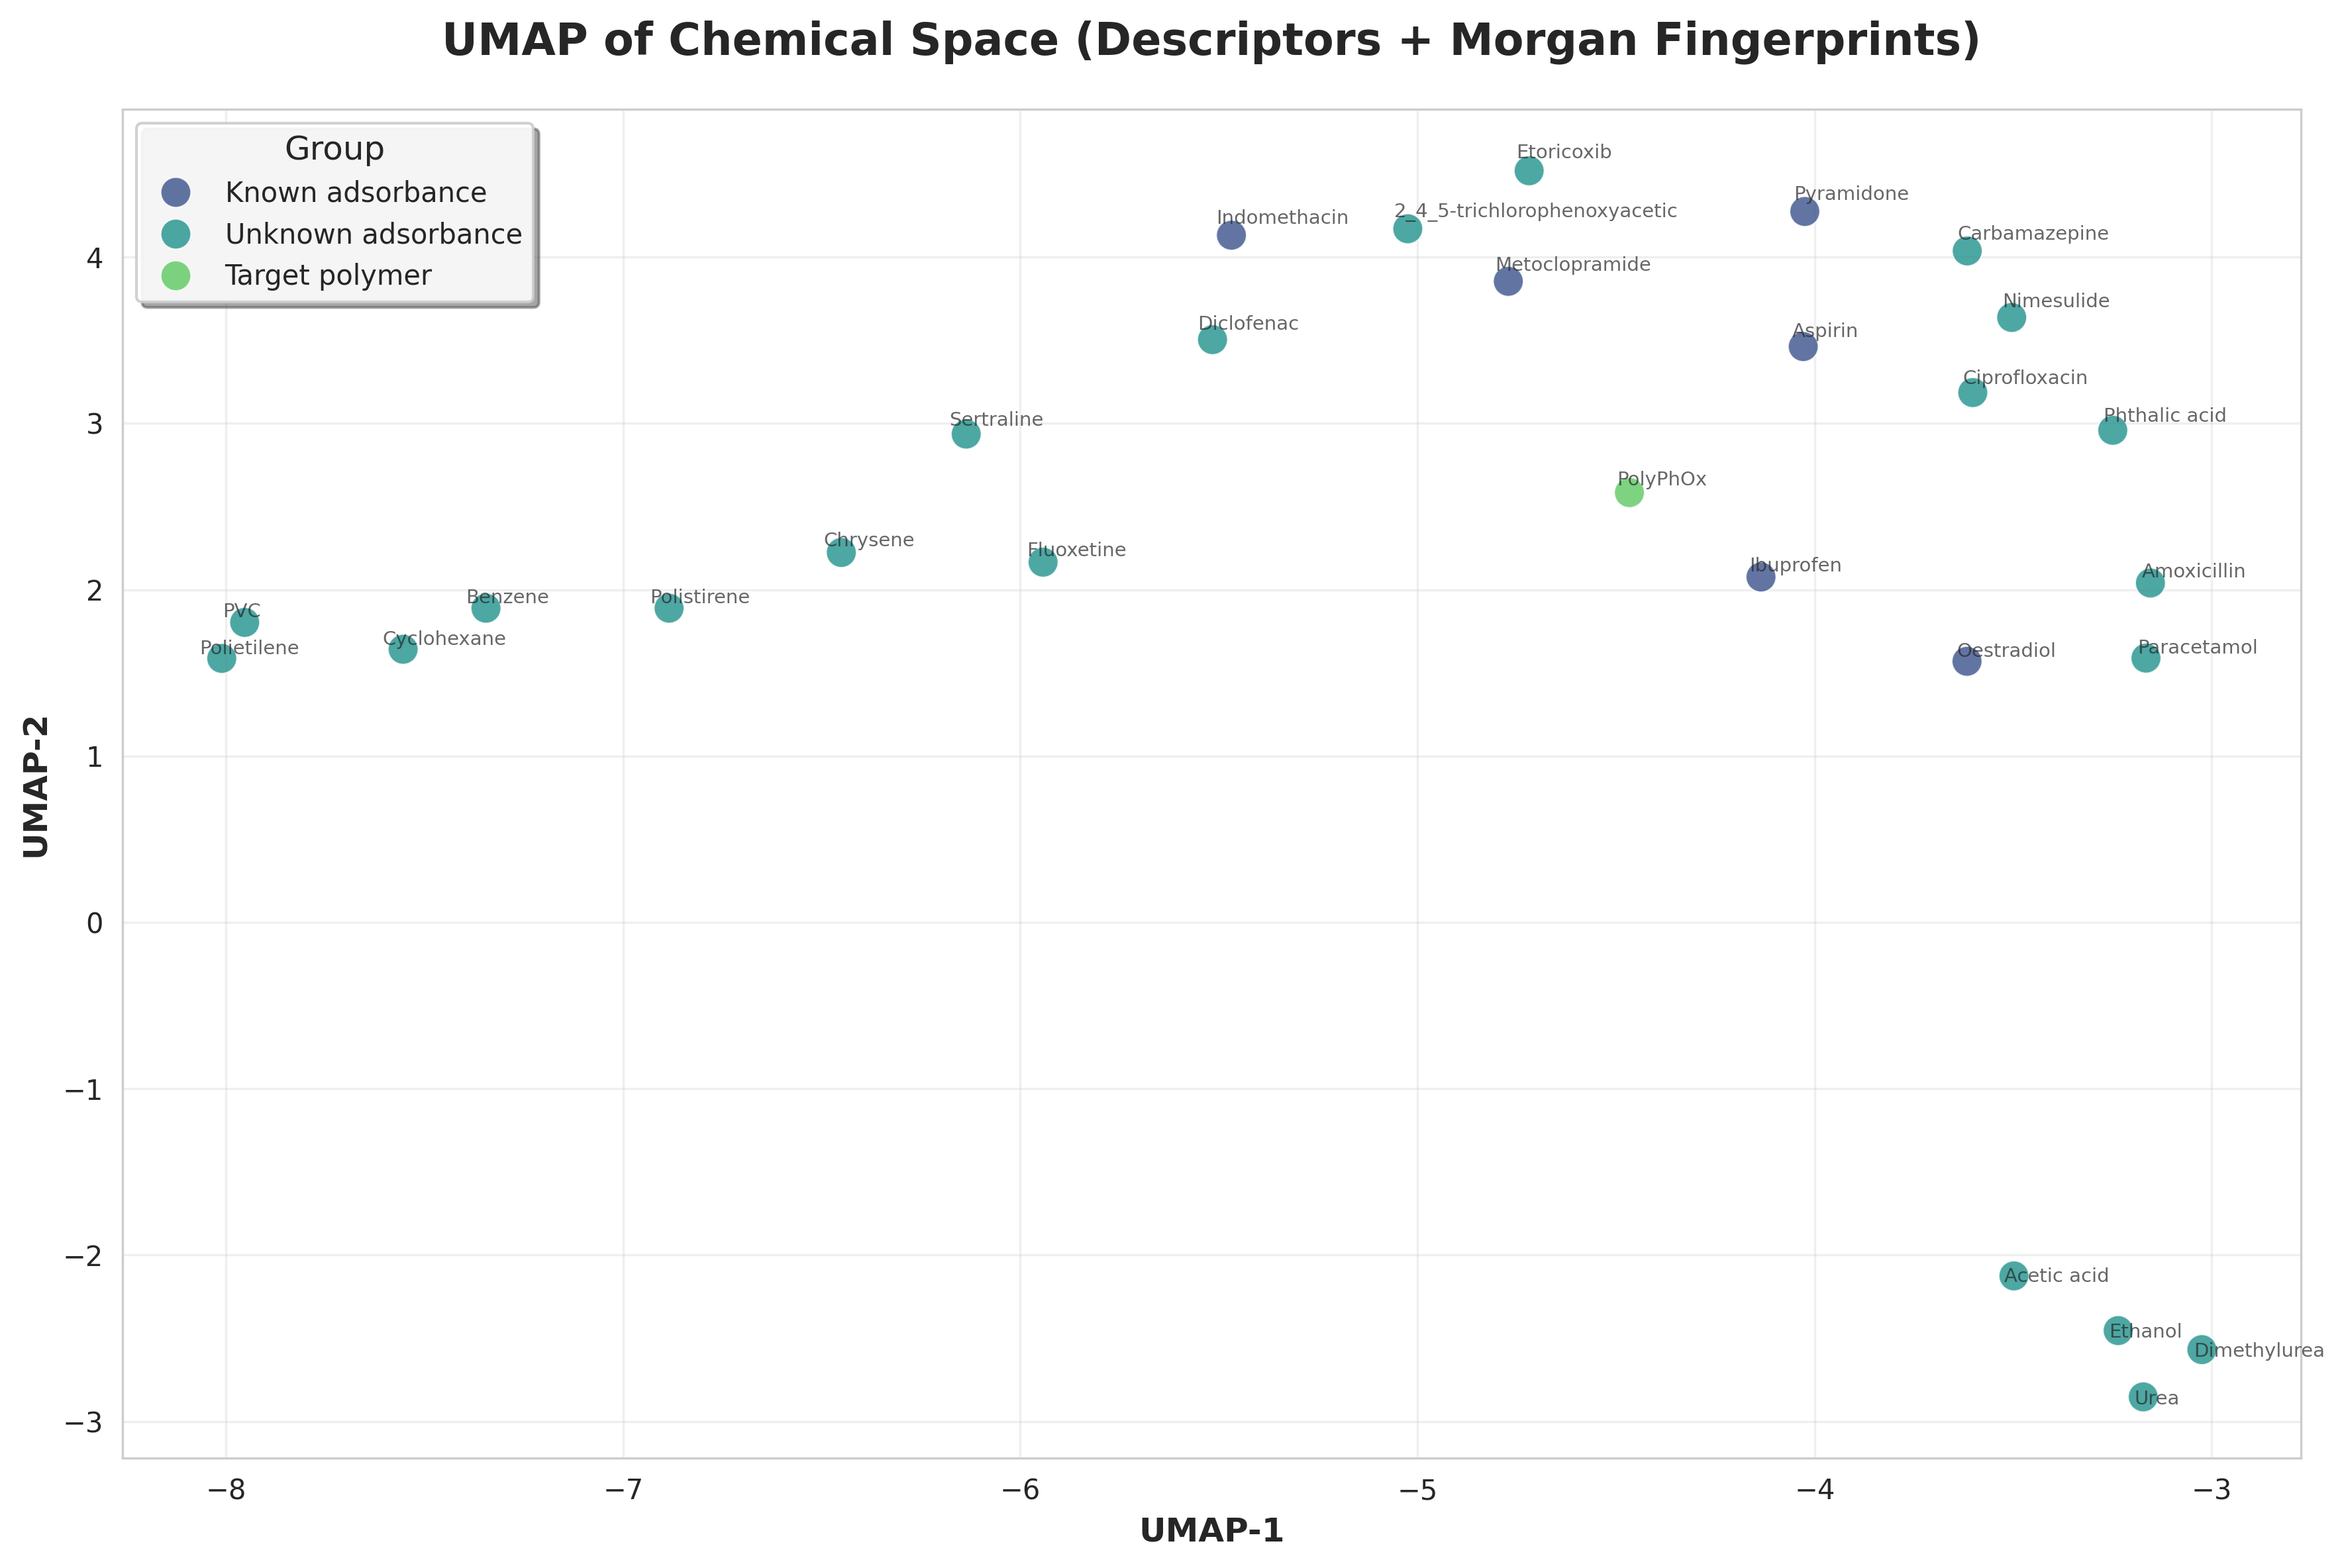 UMAP of Chemical Space (Descriptors + Morgan Fingerprints)
Group
Known adsorbance
Unknown adsorbance
Target polymer
Etoricoxib
Pyramidone
2_4_5-trichlorophenoxyacetic
Indomethacin
Carbamazepine
Metoclopramide
Nimesulide
Diclofenac
Aspirin
Ciprofloxacin
Phthalic acid
Sertraline
PolyPhOx
Chrysene
Fluoxetine
Ibuprofen
Amoxicillin
Benzene
Polistirene
PVC
Cyclohexane
Polietilene
Oestradiol
Paracetamol
Acetic acid
Ethanol
Dimethylurea
Urea
4
3
2
1
0
−1
−2
−3
UMAP-2
−8 −7 −6 −5 −4 −3
UMAP-1